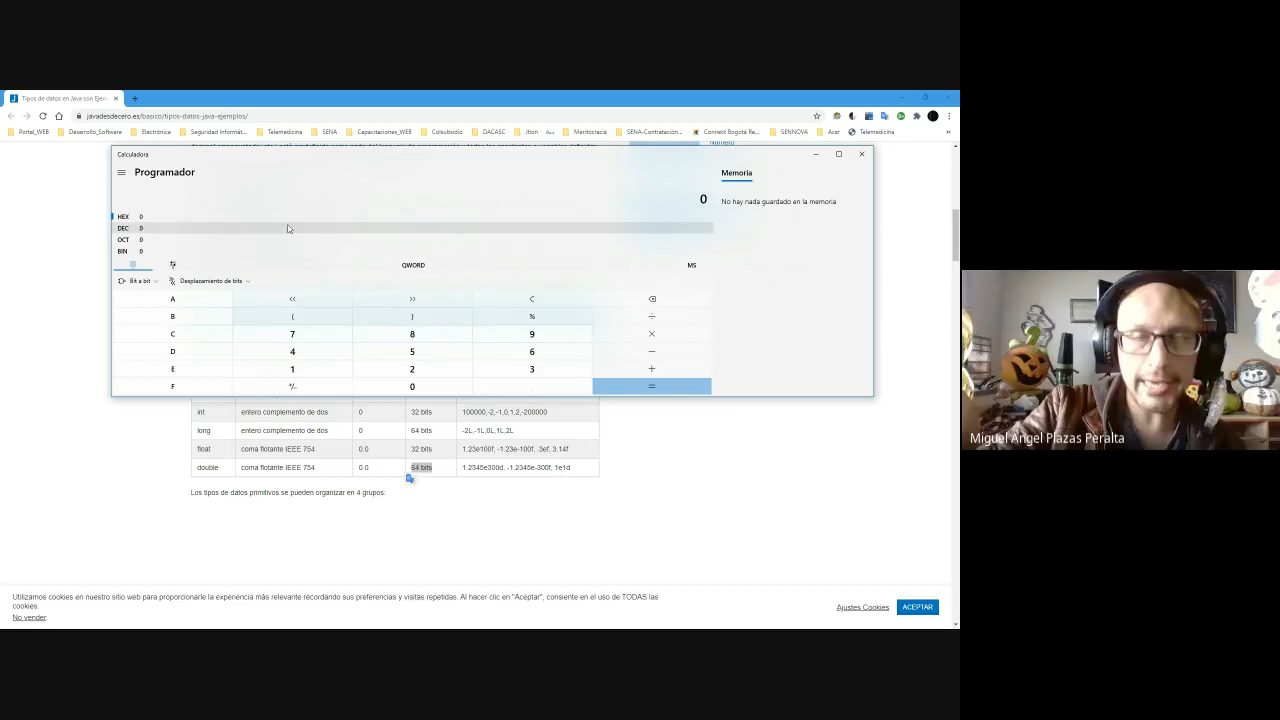 Tipos de datos en Java con Ejem
javadesdecero.es/basico/tipos-datos-java-ejemplos/
Portal_WEB Desarrollo_Software Electrónica Seguridad Informát... Telemedicina SENA Capacitaciones_WEB Colsubsidio DACASC Jhon SENA-Contratación... Meritocracia Connect Bogotá Re... SENNOVA Acer Telemedicina
Calculadora
Programador
Memoria
0
No hay nada guardado en la memoria
HEX 0
DEC 0
OCT 0
BIN 0
QWORD MS
Bit a bit Desplazamiento de bits
A << >> C
B ( ) % ÷
C 7 8 9 ×
D 4 5 6 −
E 1 2 3 +
F +/- 0 . =
int entero complemento de dos 0 32 bits 100000,-2,-1,0,1,2,-200000
long entero complemento de dos 0 64 bits -2L,-1L,0L,1L,2L
float coma flotante IEEE 754 0.0 32 bits 1.23e100f, -1.23e-100f, .3ef, 3.14f
double coma flotante IEEE 754 0.0 64 bits 1.2345e300d, -1.2345e-300f, 1e1d
Los tipos de datos primitivos se pueden organizar en 4 grupos:
Utilizamos cookies en nuestro sitio web para proporcionarle la experiencia más relevante recordando sus preferencias y visitas repetidas. Al hacer clic en "Aceptar", consiente en el uso de TODAS las
cookies.
No vender.
Ajustes Cookies ACEPTAR
Miguel Angel Plazas Peralta